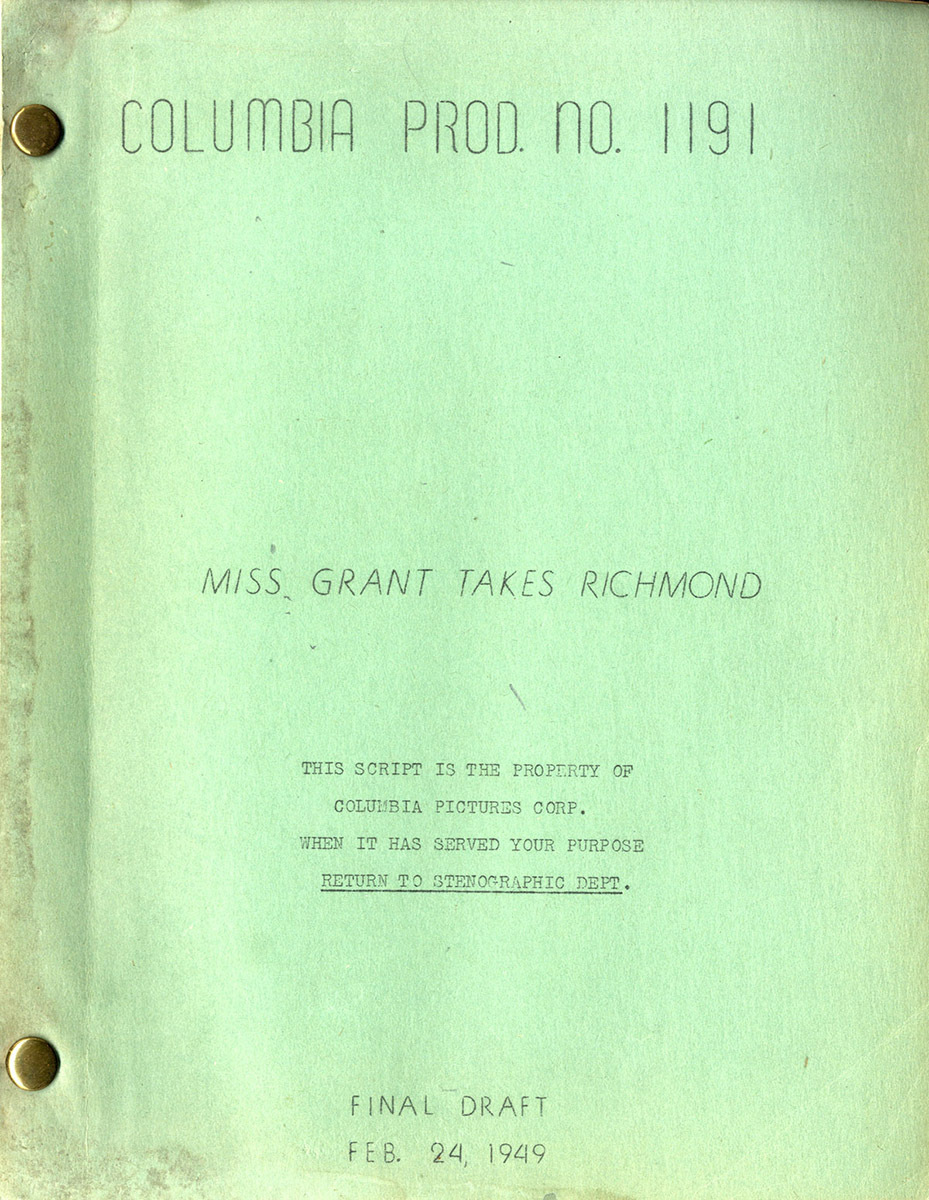 COLUMBIA PROD. NO. 1191
MISS GRANT TAKES RICHMOND
THIS SCRIPT IS THE PROPERTY OF
COLUMBIA PICTURES CORP.
WHEN IT HAS SERVED YOUR PURPOSE
RETURN TO STENOGRAPHIC DEPT.
FINAL DRAFT
FEB. 24, 1949